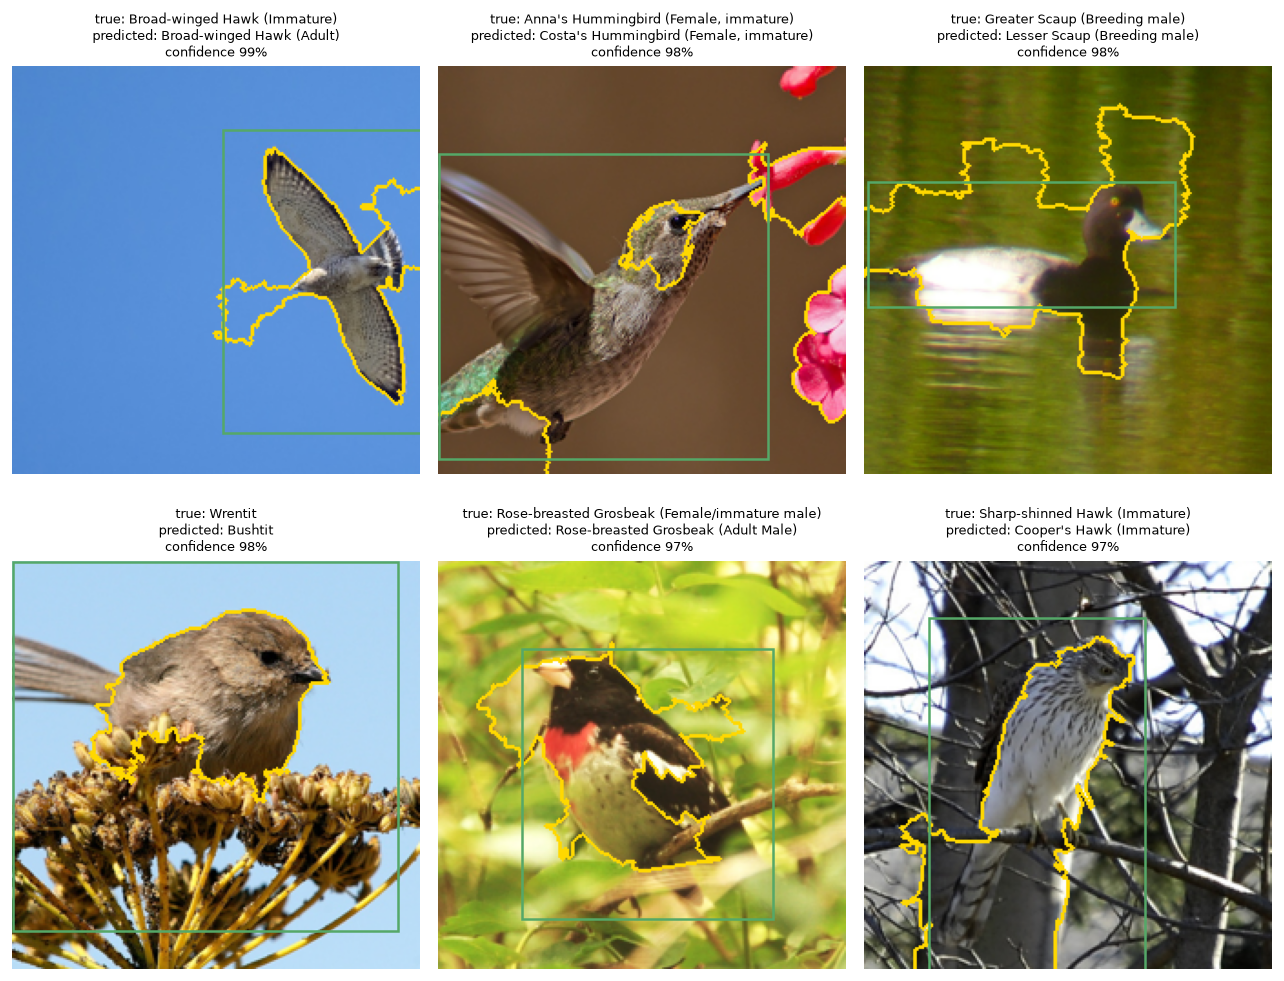 true: Broad-winged Hawk (Immature)
predicted: Broad-winged Hawk (Adult)
confidence 99%
true: Anna's Hummingbird (Female, immature)
predicted: Costa's Hummingbird (Female, immature)
confidence 98%
true: Greater Scaup (Breeding male)
predicted: Lesser Scaup (Breeding male)
confidence 98%
true: Wrentit
predicted: Bushtit
confidence 98%
true: Rose-breasted Grosbeak (Female/immature male)
predicted: Rose-breasted Grosbeak (Adult Male)
confidence 97%
true: Sharp-shinned Hawk (Immature)
predicted: Cooper's Hawk (Immature)
confidence 97%